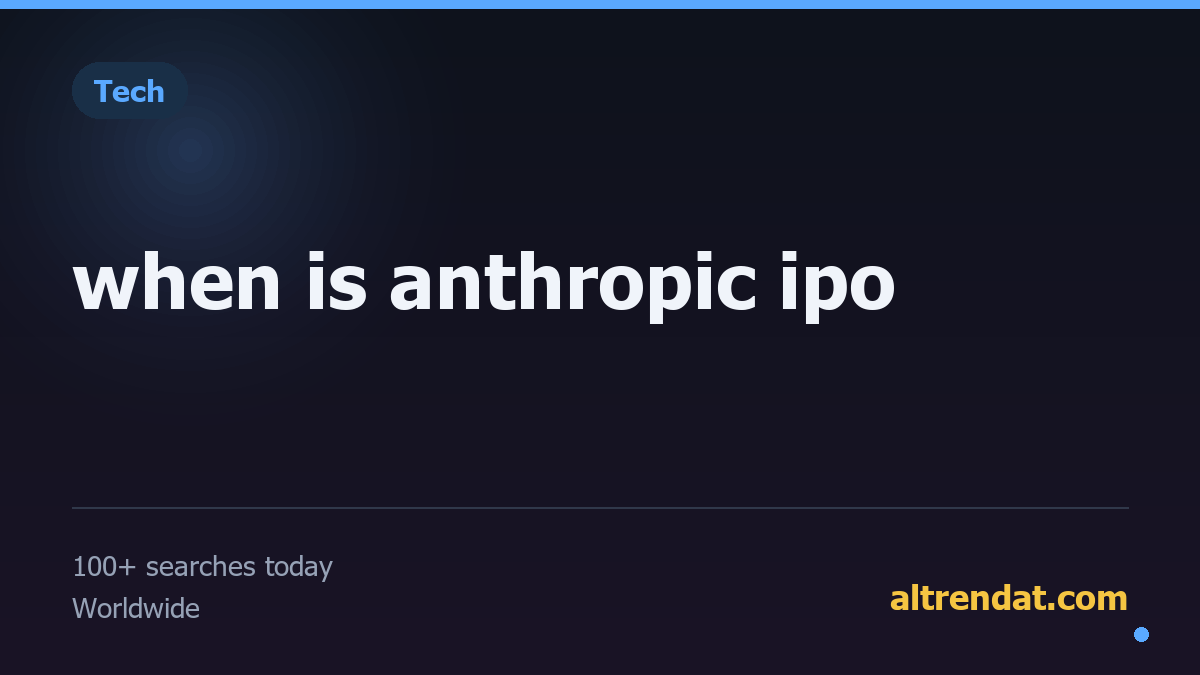 Tech
when is anthropic ipo
100+ searches today
Worldwide
altrendat.com